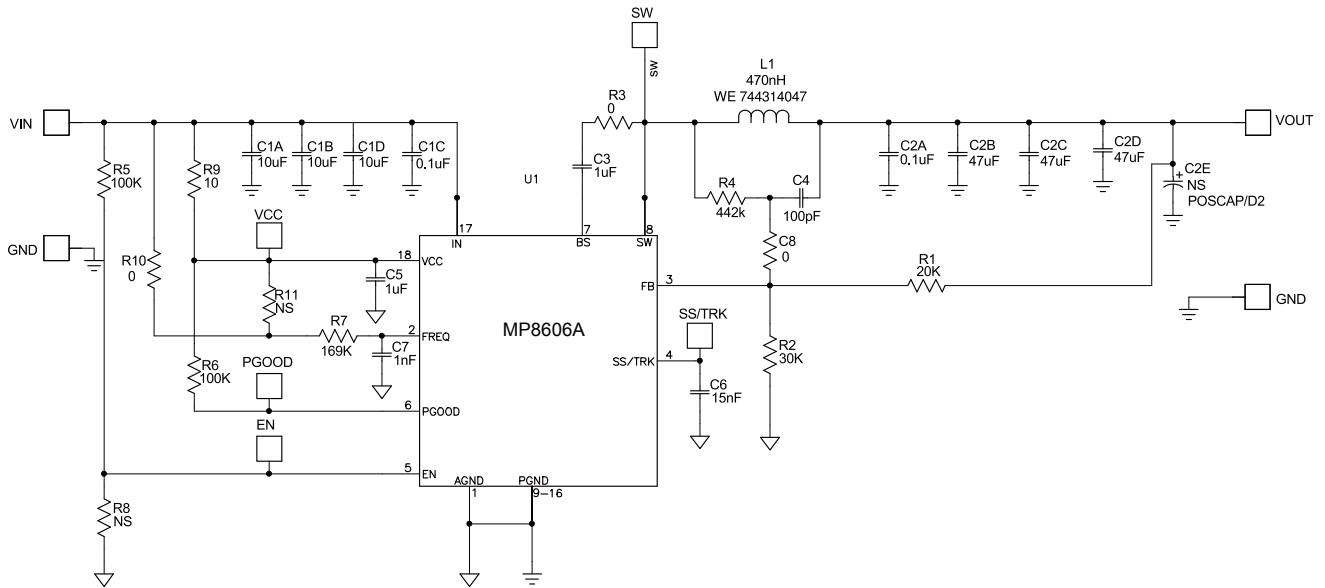 SW
SW
L1
470nH
WE 744314047
VIN
R3
0
VOUT
R5
100K
R9
10
C1A
10uF
C1B
10uF
C1D
10uF
C1C
0.1uF
C3
1uF
C2A
0.1uF
C2B
47uF
C2C
47uF
C2D
47uF
U1
R4
442k
C4
100pF
+
C2E
NS
POSCAP/D2
VCC
GND
17
IN
7
BS
8
SW
C8
0
R10
0
18
VCC
C5
1uF
R11
NS
3
FB
R1
20K
GND
R7
169K
2
FREQ
C7
1nF
MP8606A
SS/TRK
4
SS/TRK
R2
30K
R6
100K
PGOOD
C6
15nF
6
PGOOD
EN
5
EN
AGND
1
PGND
9-16
R8
NS